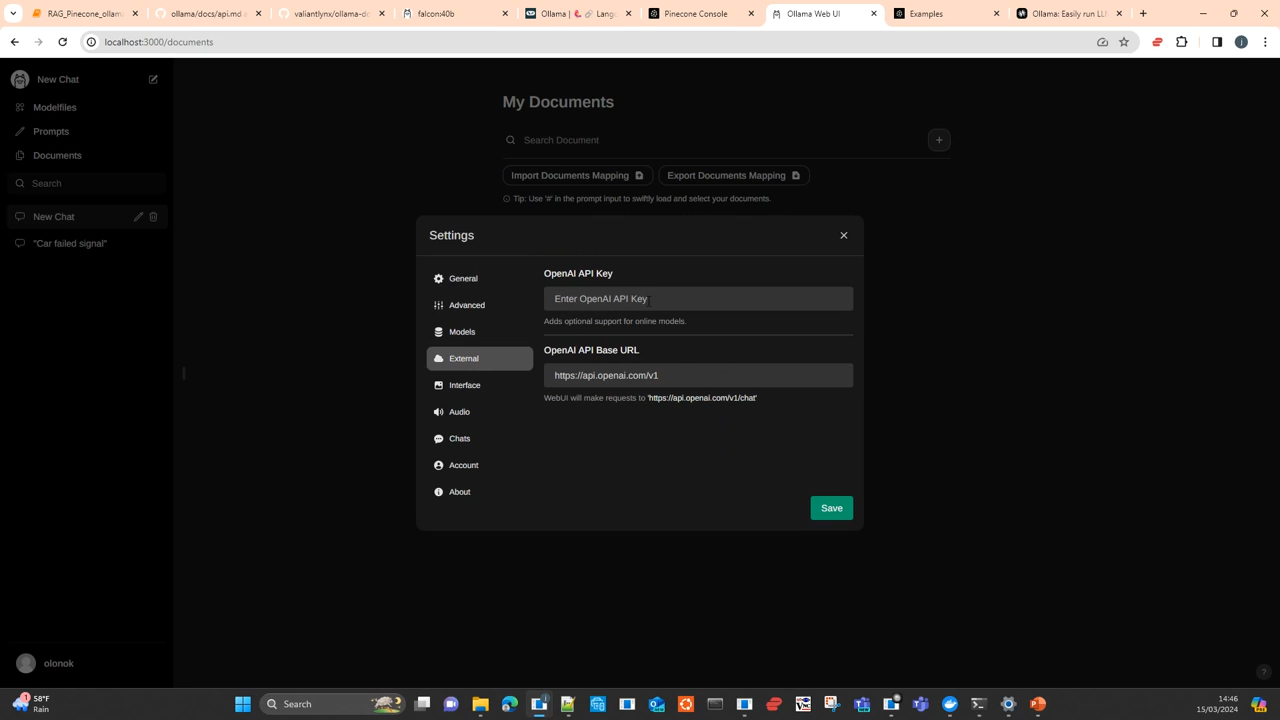 RAG_Pinecone_ollama
ollama/docs/api.md
valiantlynx/ollama-do
falcon:40b
Ollama | 🦜️🔗 Lang
Pinecone Console
Ollama Web UI
Examples
Ollama: Easily run LL
localhost:3000/documents
New Chat
Modelfiles
Prompts
Documents
Search
New Chat
"Car failed signal"
olonok
My Documents
Search Document
Import Documents Mapping
Export Documents Mapping
Tip: Use '#' in the prompt input to swiftly load and select your documents.
Settings
General
Advanced
Models
External
Interface
Audio
Chats
Account
About
OpenAI API Key
Enter OpenAI API Key
Adds optional support for online models.
OpenAI API Base URL
https://api.openai.com/v1
WebUI will make requests to 'https://api.openai.com/v1/chat'
Save
?
1
58°F
Rain
Search
14:46
15/03/2024